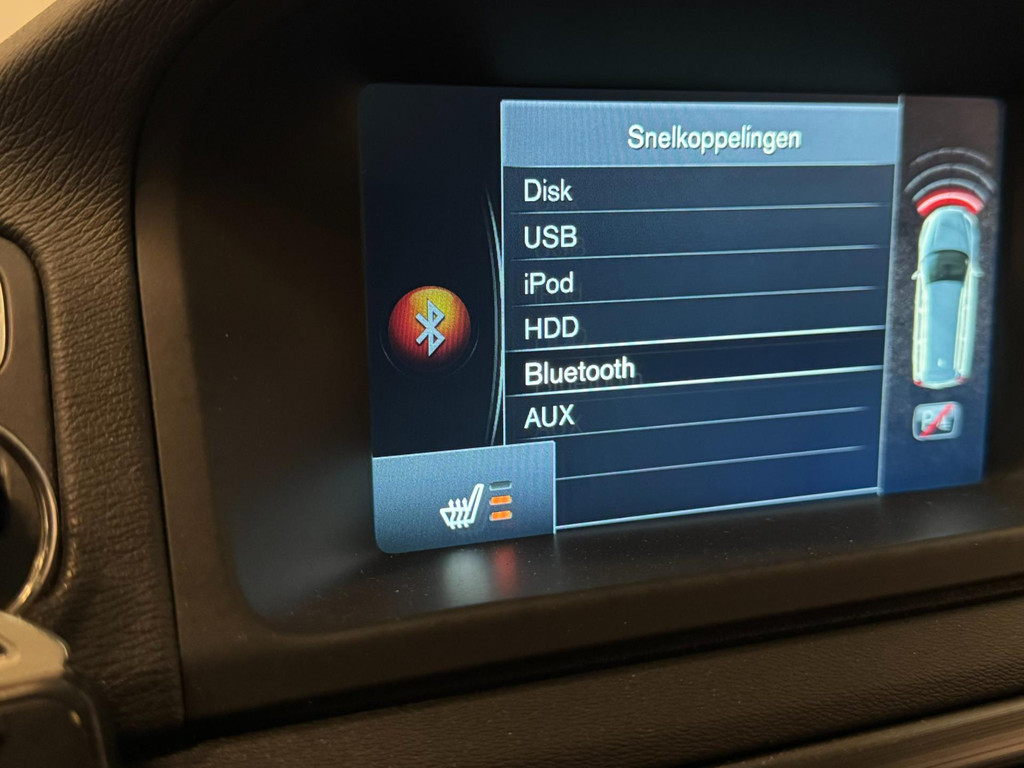 Snelkoppelingen
Disk
USB
iPod
HDD
Bluetooth
AUX